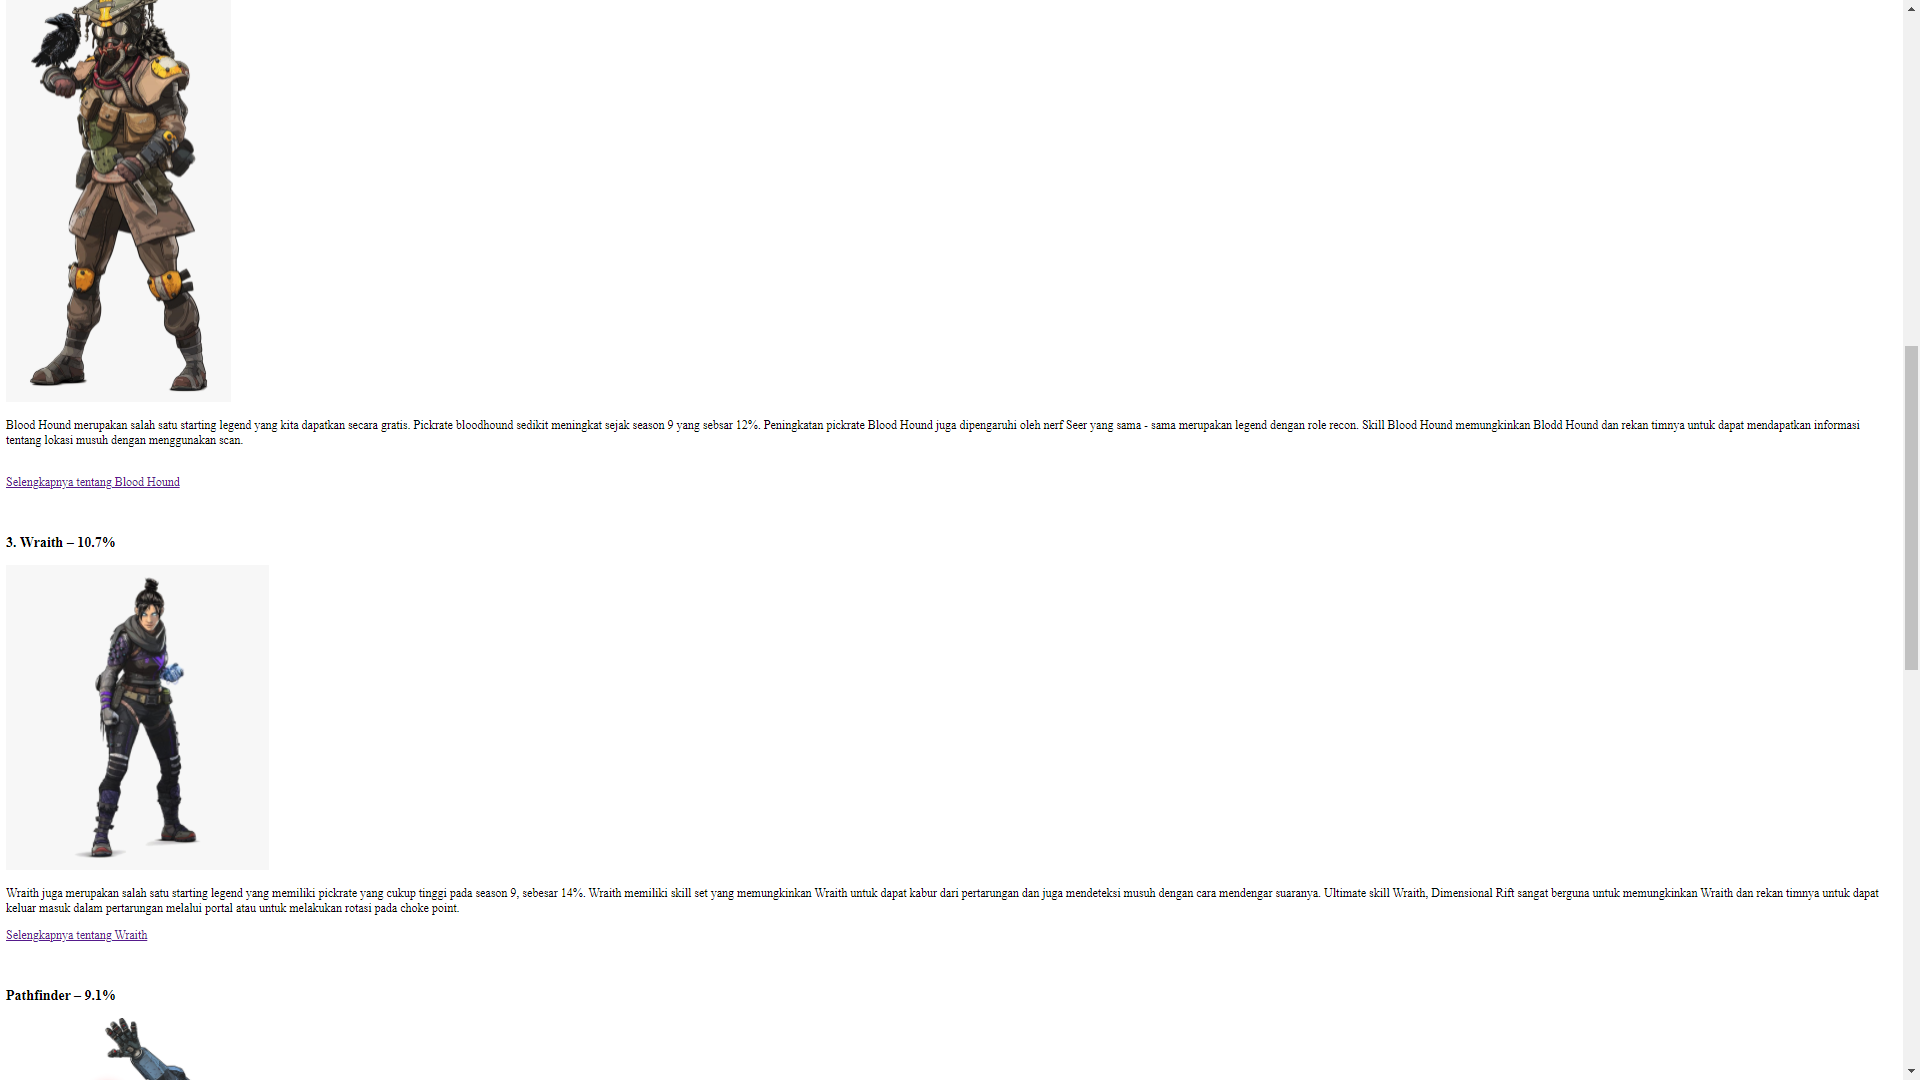 Blood Hound merupakan salah satu starting legend yang kita dapatkan secara gratis. Pickrate bloodhound sedikit meningkat sejak season 9 yang sebsar 12%. Peningkatan pickrate Blood Hound juga dipengaruhi oleh nerf Seer yang sama - sama merupakan legend dengan role recon. Skill Blood Hound memungkinkan Blodd Hound dan rekan timnya untuk dapat mendapatkan informasi
tentang lokasi musuh dengan menggunakan scan.
Selengkapnya tentang Blood Hound
3. Wraith – 10.7%
Wraith juga merupakan salah satu starting legend yang memiliki pickrate yang cukup tinggi pada season 9, sebesar 14%. Wraith memiliki skill set yang memungkinkan Wraith untuk dapat kabur dari pertarungan dan juga mendeteksi musuh dengan cara mendengar suaranya. Ultimate skill Wraith, Dimensional Rift sangat berguna untuk memungkinkan Wraith dan rekan timnya untuk dapat
keluar masuk dalam pertarungan melalui portal atau untuk melakukan rotasi pada choke point.
Selengkapnya tentang Wraith
Pathfinder – 9.1%